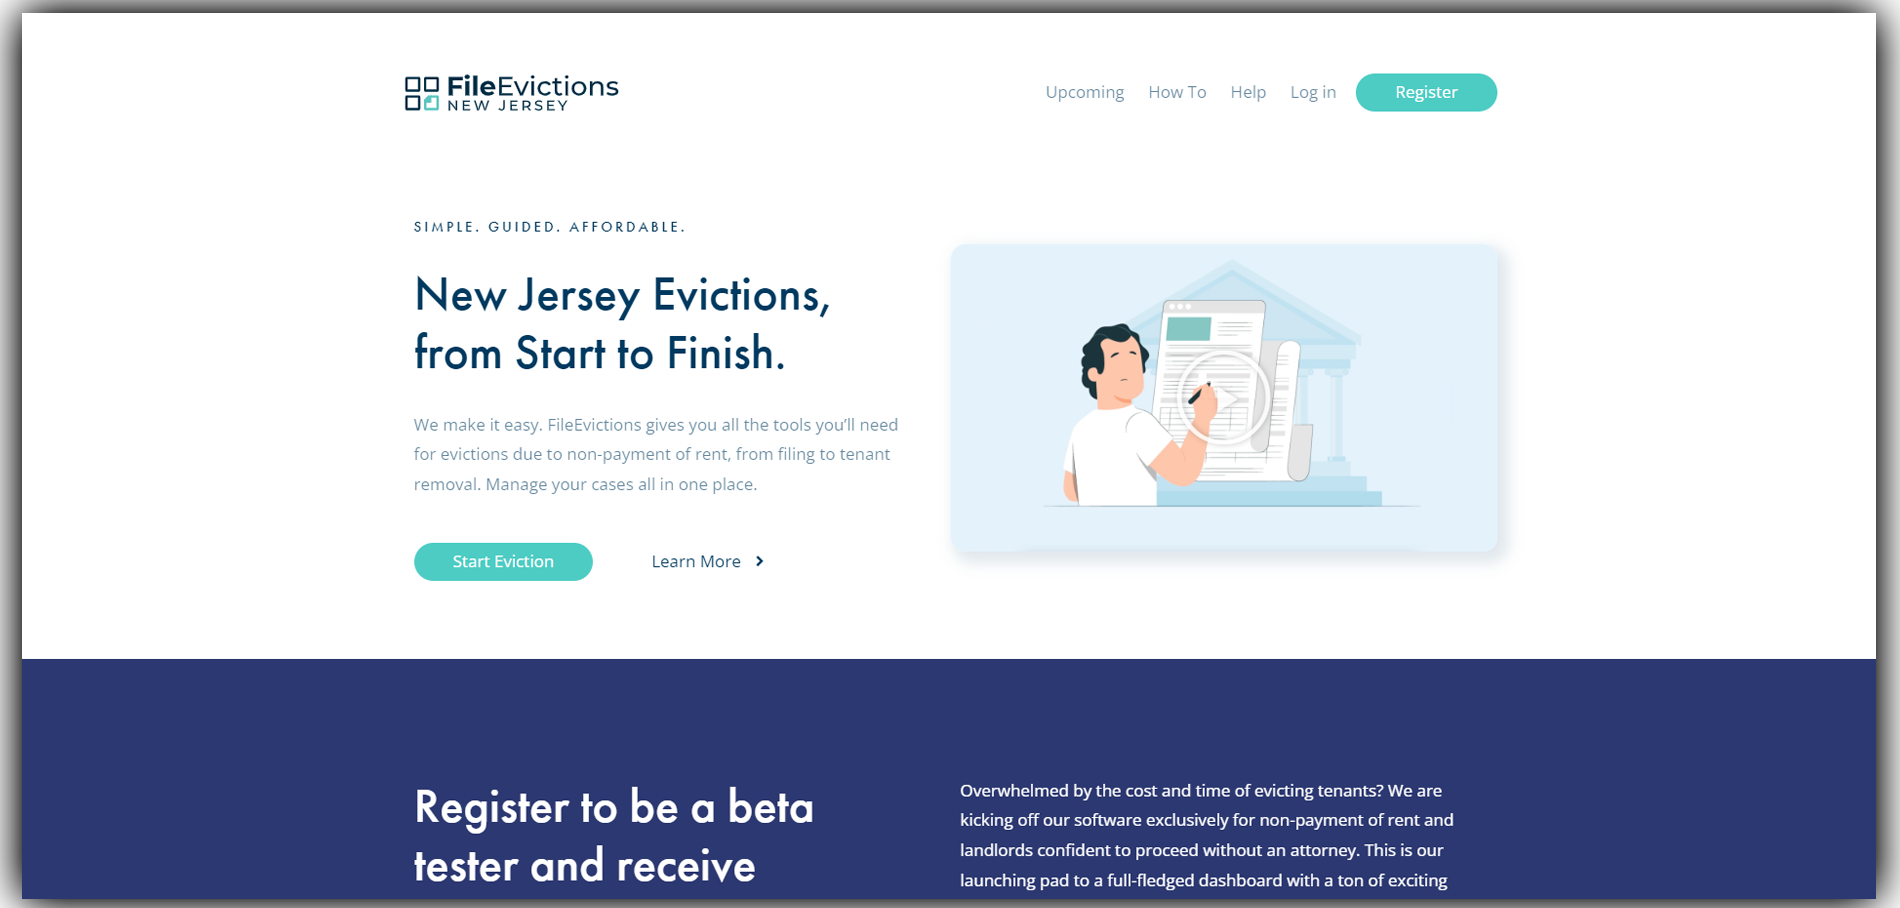 FileEvictions
NEW JERSEY
Upcoming How To Help Log in Register
SIMPLE. GUIDED. AFFORDABLE.
New Jersey Evictions,
from Start to Finish.
We make it easy. FileEvictions gives you all the tools you’ll need
for evictions due to non-payment of rent, from filing to tenant
removal. Manage your cases all in one place.
Start Eviction Learn More
Register to be a beta
tester and receive
Overwhelmed by the cost and time of evicting tenants? We are
kicking off our software exclusively for non-payment of rent and
landlords confident to proceed without an attorney. This is our
launching pad to a full-fledged dashboard with a ton of exciting